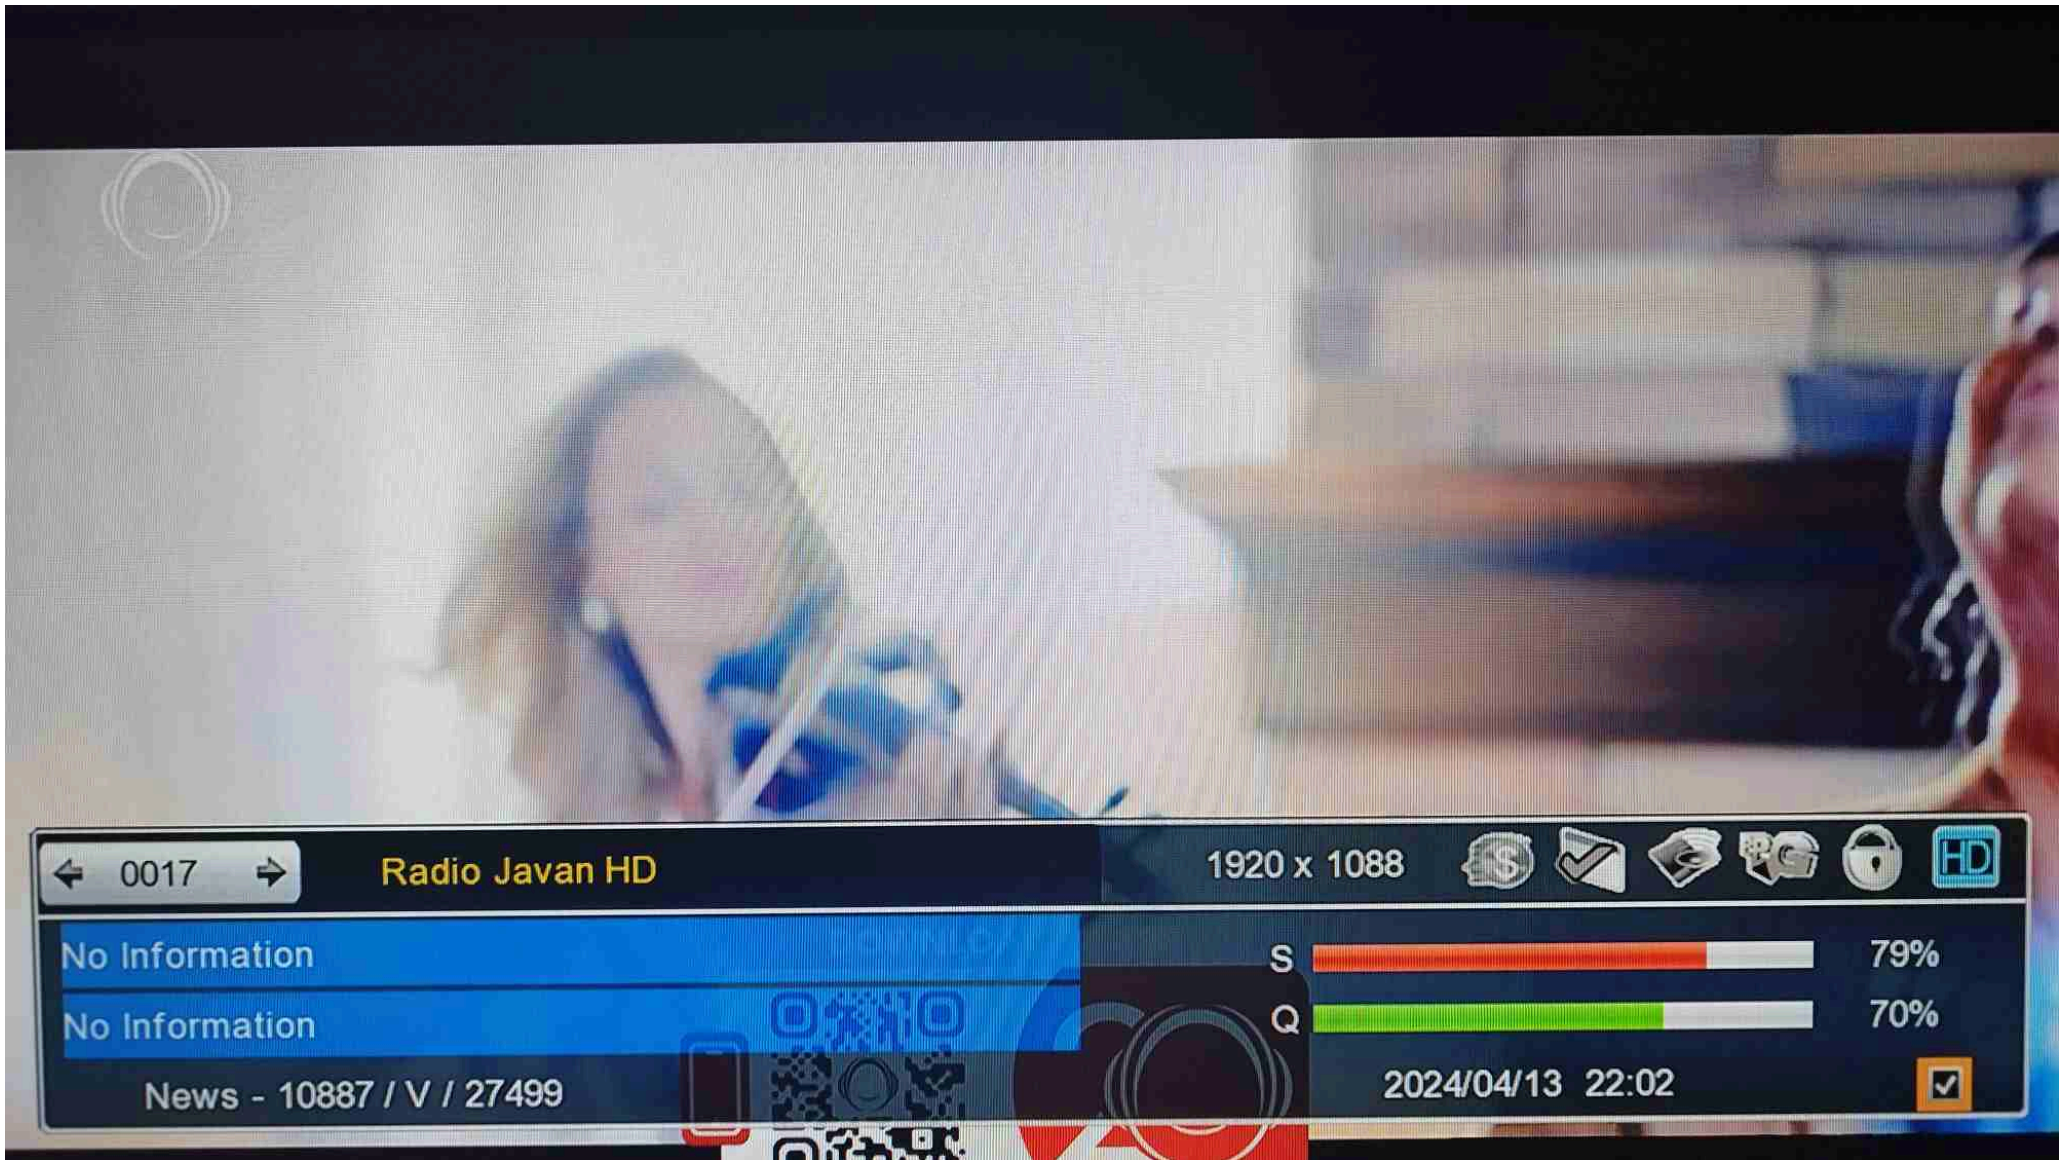 0017
Radio Javan HD
1920 x 1088
$
HD
No Information
S 79%
No Information
Q 70%
News - 10887 / V / 27499
2024/04/13 22:02